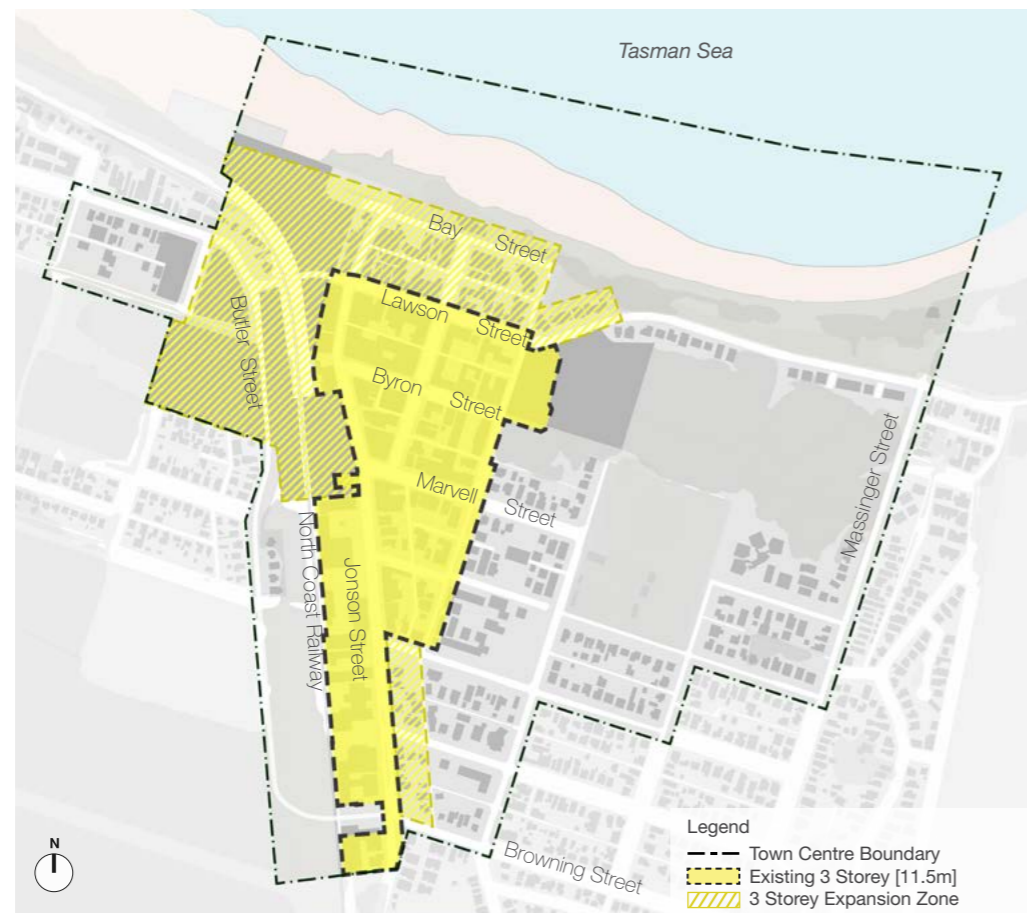 Tasman Sea
Bay Street
Lawson Street
Butler Street
Byron Street
Massinger Street
Marvell Street
North Coast Railway
Jonson Street
Browning Street
N
Legend
Town Centre Boundary
Existing 3 Storey [11.5m]
3 Storey Expansion Zone